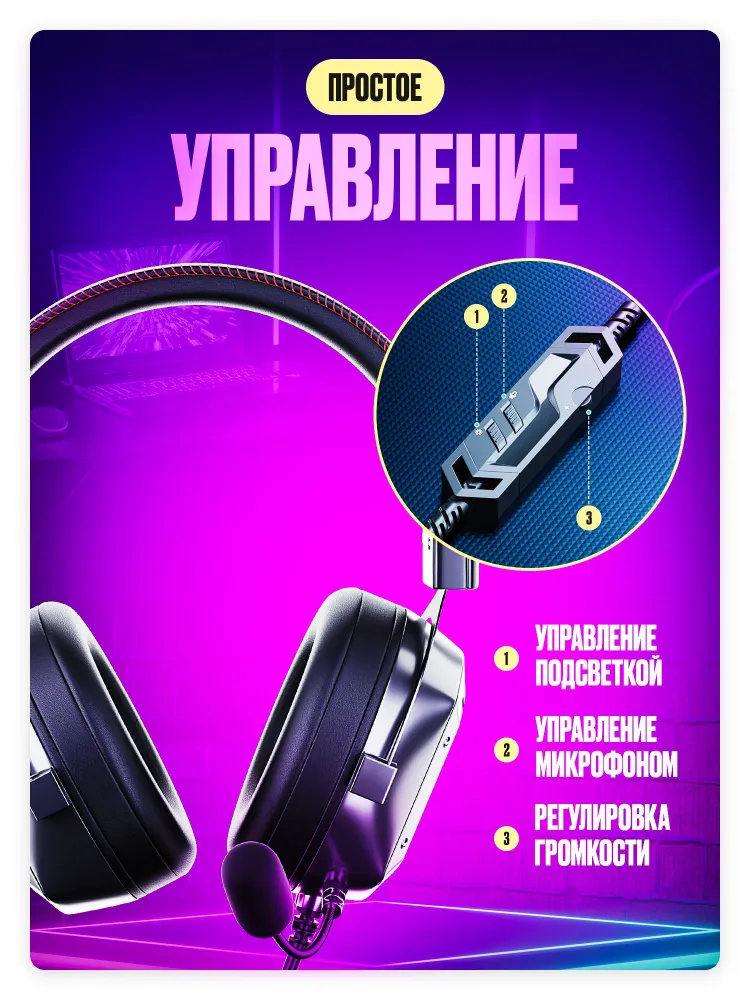 ПРОСТОЕ
УПРАВЛЕНИЕ
1
2
3
1
УПРАВЛЕНИЕ
ПОДСВЕТКОЙ
2
УПРАВЛЕНИЕ
МИКРОФОНОМ
3
РЕГУЛИРОВКА
ГРОМКОСТИ